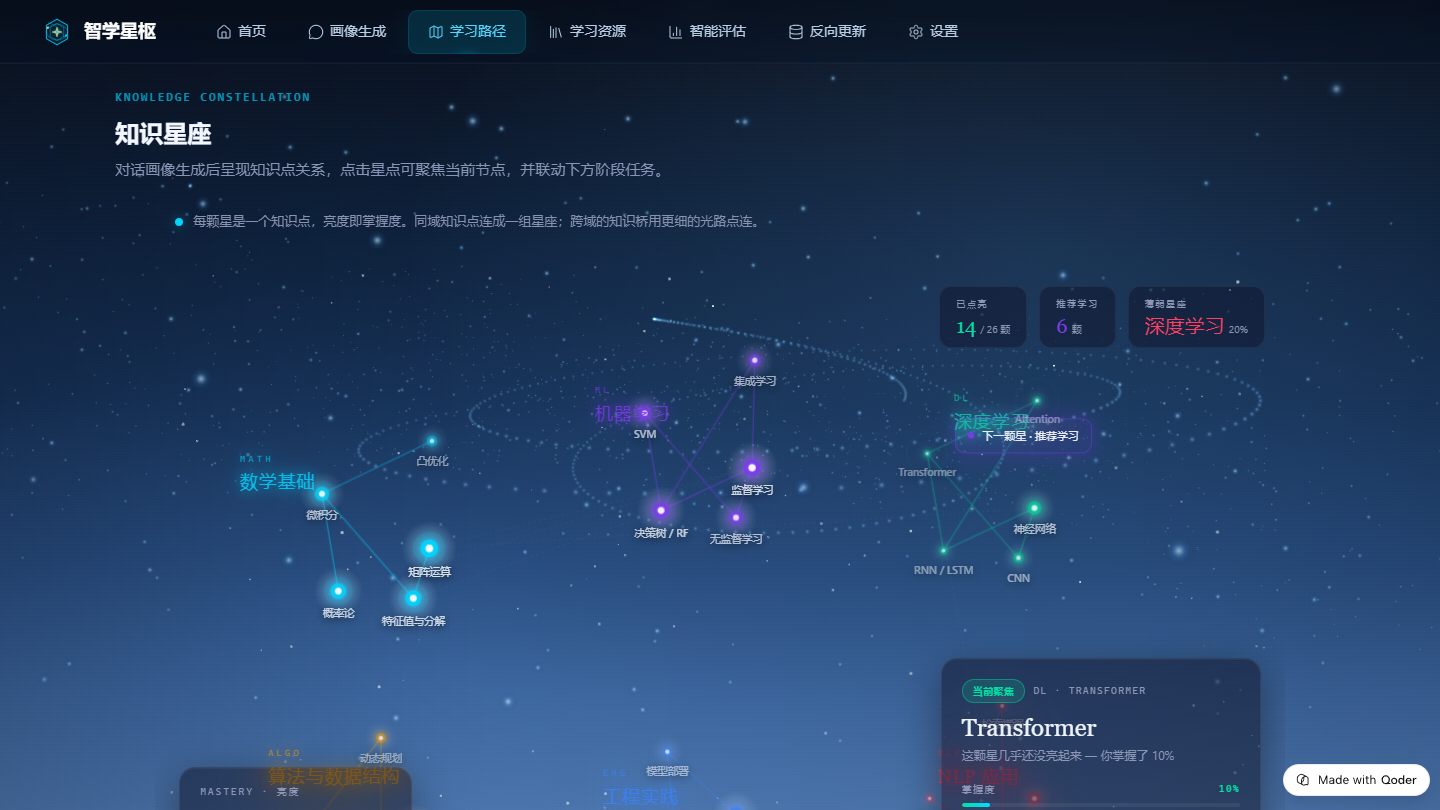 智学星枢
首页
画像生成
学习路径
学习资源
智能评估
反向更新
设置
KNOWLEDGE CONSTELLATION
知识星座
对话画像生成后呈现知识点关系，点击星点可聚焦当前节点，并联动下方阶段任务。
每颗星是一个知识点，亮度即掌握度。同域知识点连成一组星座；跨域的知识桥用更细的光路点连。
已点亮
14 / 26 颗
推荐学习
6 颗
薄弱星座
深度学习 20%
集成学习
ML
机器学习
SVM
DL
深度学习
Attention
下一颗星 · 推荐学习
MATH
数学基础
凸优化
微积分
Transformer
监督学习
决策树 / RF
无监督学习
神经网络
矩阵运算
RNN / LSTM
CNN
概率论
特征值与分解
当前聚焦
DL · TRANSFORMER
Transformer
这颗星几乎还没亮起来 — 你掌握了 10%
掌握度
10%
ALGO
动态规划
算法与数据结构
MASTERY · 亮度
ENG
模型部署
工程实践
NLP 应用
Made with Qoder